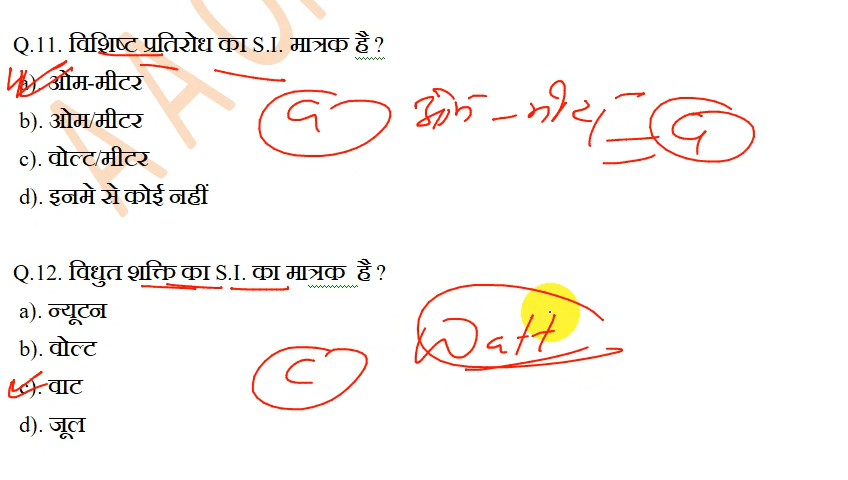 Q.11. विशिष्ट प्रतिरोध का S.I. मात्रक है ?
a). ओम-मीटर
b). ओम/मीटर
c). वोल्ट/मीटर
d). इनमे से कोई नहीं
a ओम - मीटर a
Q.12. विधुत शक्ति का S.I. का मात्रक है ?
a). न्यूटन
b). वोल्ट
c). वाट
d). जूल
C Watt